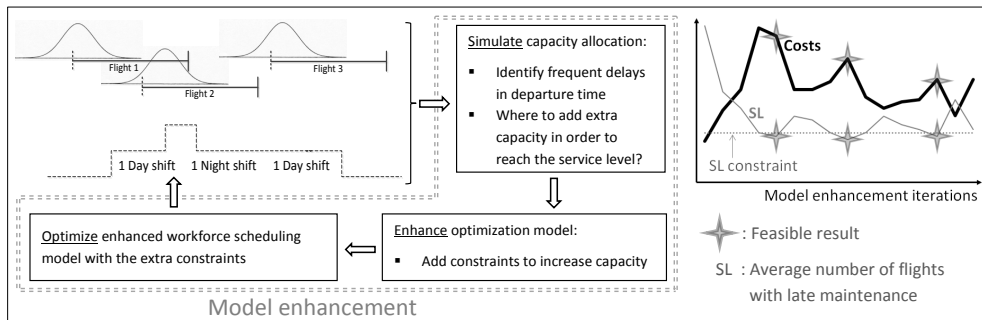 Flight 1
Flight 2
Flight 3
1 Day shift
1 Night shift
1 Day shift
Simulate capacity allocation:
▪ Identify frequent delays
in departure time
▪ Where to add extra
capacity in order to
reach the service level?
Enhance optimization model:
▪ Add constraints to increase capacity
Optimize enhanced workforce scheduling
model with the extra constraints
Model enhancement
Costs
SL
SL constraint
Model enhancement iterations
: Feasible result
SL : Average number of flights
with late maintenance